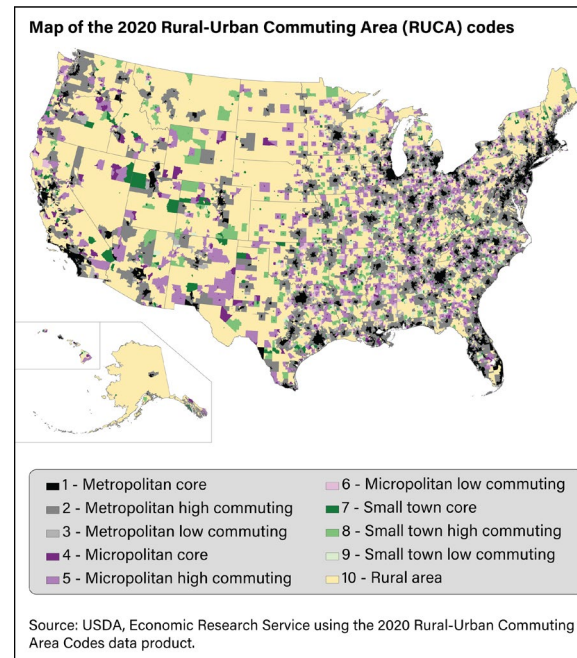 Map of the 2020 Rural-Urban Commuting Area (RUCA) codes
1 - Metropolitan core
2 - Metropolitan high commuting
3 - Metropolitan low commuting
4 - Micropolitan core
5 - Micropolitan high commuting
6 - Micropolitan low commuting
7 - Small town core
8 - Small town high commuting
9 - Small town low commuting
10 - Rural area
Source: USDA, Economic Research Service using the 2020 Rural-Urban Commuting
Area Codes data product.